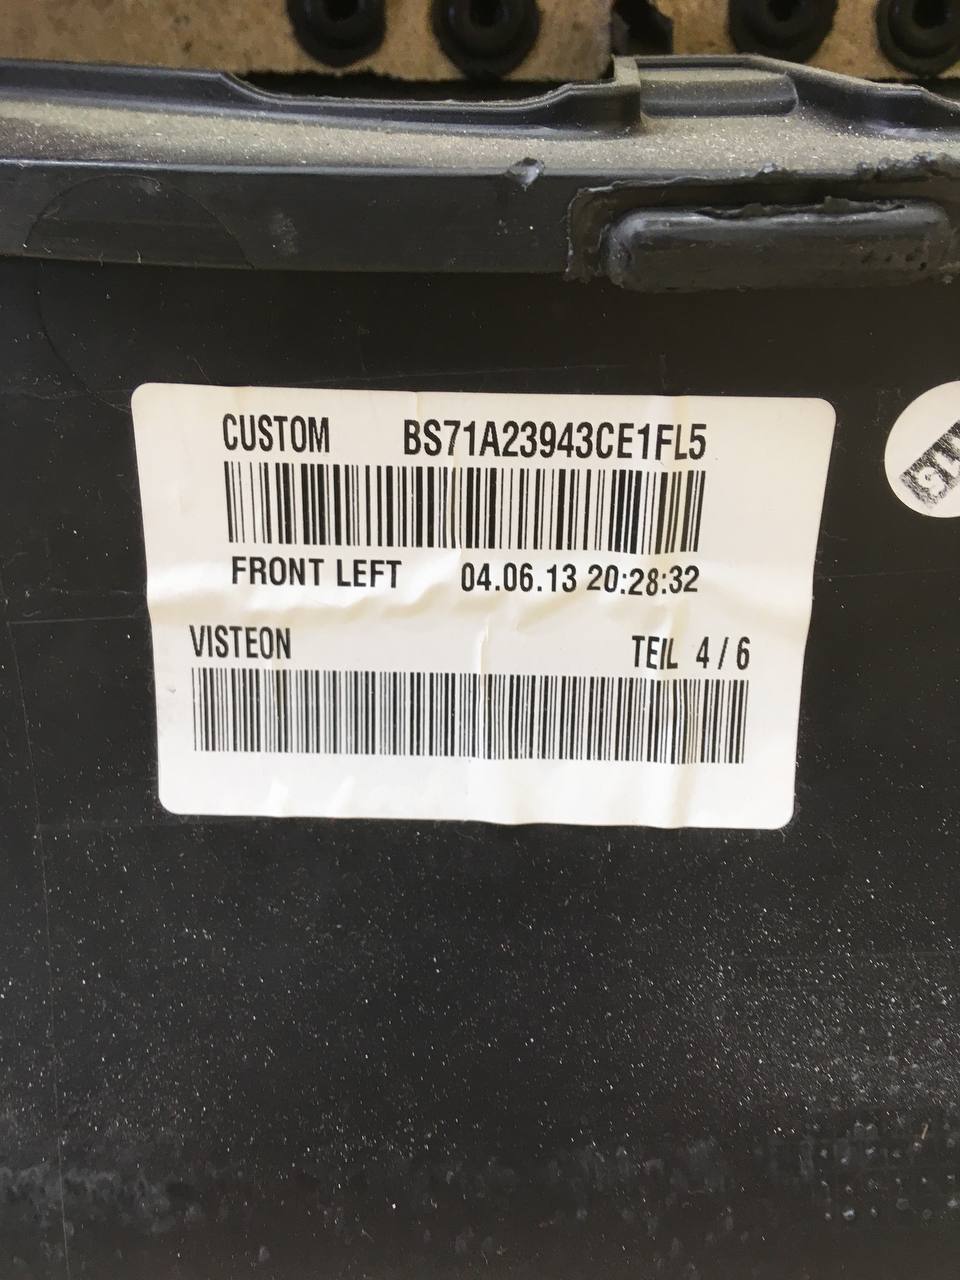 CUSTOM BS71A23943CE1FL5
FRONT LEFT 04.06.13 20:28:32
VISTEON TEIL 4 / 6